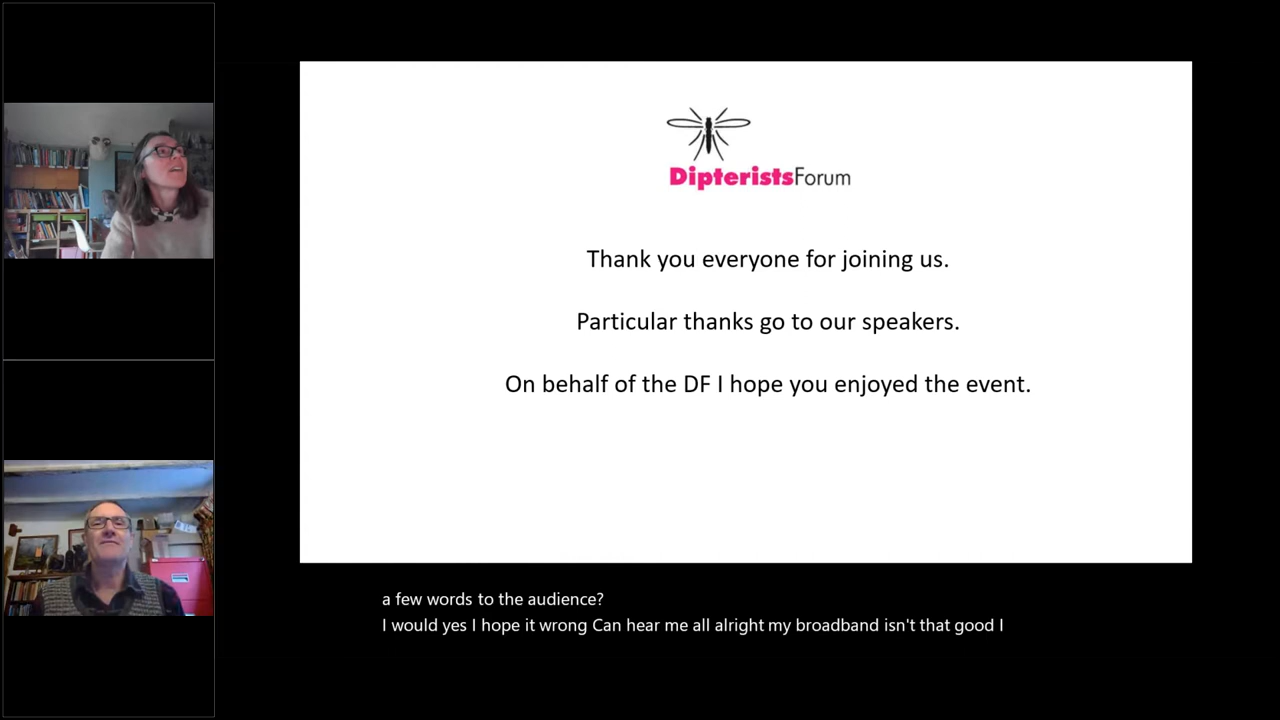 DipteristsForum
Thank you everyone for joining us.
Particular thanks go to our speakers.
On behalf of the DF I hope you enjoyed the event.
a few words to the audience?
I would yes I hope it wrong Can hear me all alright my broadband isn't that good I